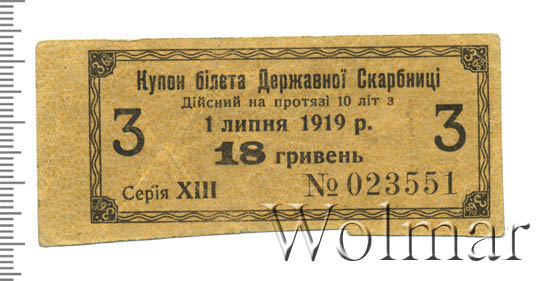 Купон білета Державної Скарбниці
Дійсний на протязі 10 літ з
3 1 липня 1919 р. 3
18 гривень
Серія XIII № 023551
Wolmar